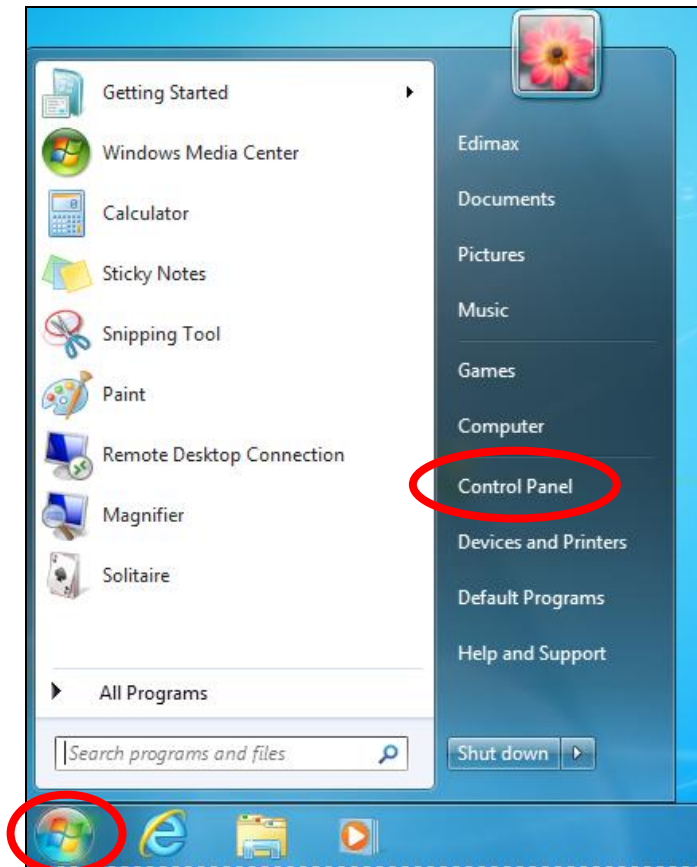 Getting Started
Windows Media Center
Calculator
Sticky Notes
Snipping Tool
Paint
Remote Desktop Connection
Magnifier
Solitaire
All Programs
Search programs and files
Edimax
Documents
Pictures
Music
Games
Computer
Control Panel
Devices and Printers
Default Programs
Help and Support
Shut down